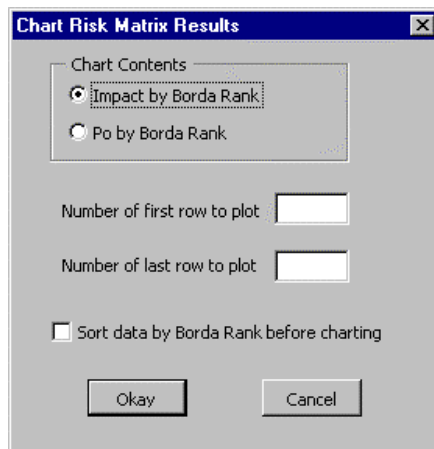 Chart Risk Matrix Results
Chart Contents
Impact by Borda Rank
Po by Borda Rank
Number of first row to plot
Number of last row to plot
Sort data by Borda Rank before charting
Okay Cancel